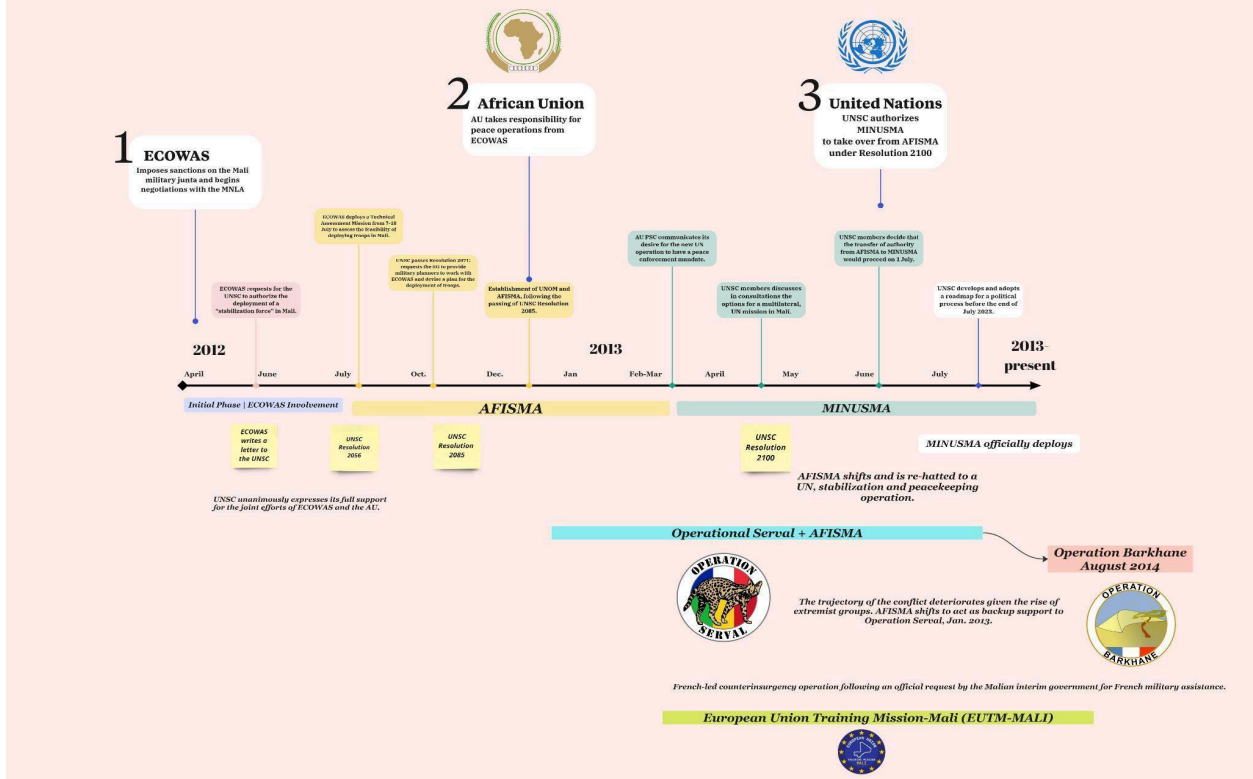 1 ECOWAS
Imposes sanctions on the Mali
military junta and begins
negotiations with the MNLA
2 African Union
AU takes responsibility for
peace operations from
ECOWAS
3 United Nations
UNSC authorizes
MINUSMA
to take over from AFISMA
under Resolution 2100
ECOWAS requests for the
UNSC to authorize the
deployment of a
"stabilization force" in Mali.
ECOWAS deploys a Technical
Assessment Mission from 7-18
July to assess the feasibility of
deploying troops in Mali.
UNSC passes Resolution 2071:
requests the SG to provide
military planners to work with
ECOWAS and devise a plan for the
deployment of troops.
Establishment of UNOM and
AFISMA, following the
passing of UNSC Resolution
2085.
AU PSC communicates its
desire for the new UN
operation to have a peace
enforcement mandate.
UNSC members discusses
in consultations the
options for a multilateral,
UN mission in Mali.
UNSC members decide that
the transfer of authority
from AFISMA to MINUSMA
would proceed on 1 July.
UNSC develops and adopts
a roadmap for a political
process before the end of
July 2023.
2012
2013
2013-
present
April June July Oct. Dec. Jan Feb-Mar April May June July
Initial Phase | ECOWAS Involvement
AFISMA
MINUSMA
ECOWAS
writes a
letter to
the UNSC
UNSC
Resolution
2056
UNSC
Resolution
2085
UNSC
Resolution
2100
MINUSMA officially deploys
UNSC unanimously expresses its full support
for the joint efforts of ECOWAS and the AU.
AFISMA shifts and is re-hatted to a
UN, stabilization and peacekeeping
operation.
Operational Serval + AFISMA
Operation Barkhane
August 2014
OPERATION
SERVAL
The trajectory of the conflict deteriorates given the rise of
extremist groups. AFISMA shifts to act as backup support to
Operation Serval, Jan. 2013.
OPERATION
BARKHANE
French-led counterinsurgency operation following an official request by the Malian interim government for French military assistance.
European Union Training Mission-Mali (EUTM-MALI)
EUROPEAN UNION
TRAINING MISSION
MALI